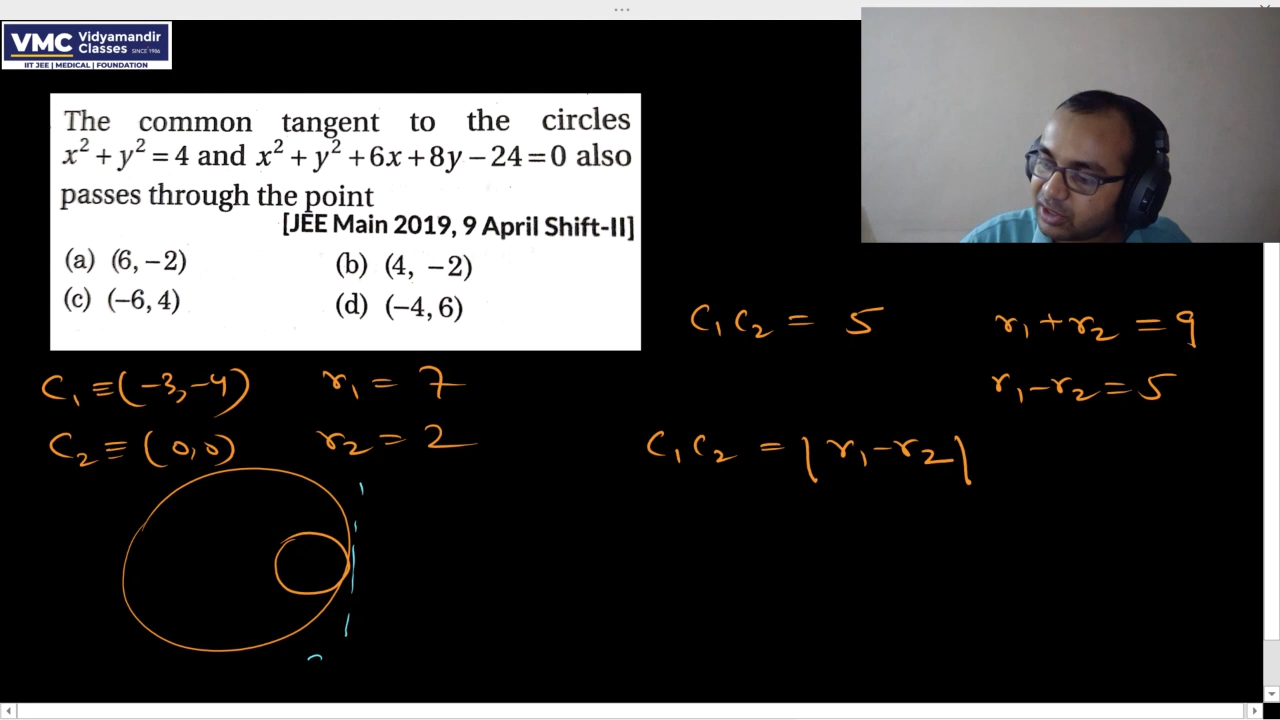 VMC Vidyamandir Classes SINCE 1986
IIT JEE | MEDICAL | FOUNDATION
The common tangent to the circles
x² + y² = 4 and x² + y² + 6x + 8y − 24 = 0 also
passes through the point
[JEE Main 2019, 9 April Shift-II]
(a) (6, −2) (b) (4, −2)
(c) (−6, 4) (d) (−4, 6)
C₁C₂ = 5 r₁ + r₂ = 9
C₁ ≡ (−3, −4) r₁ = 7 r₁ − r₂ = 5
C₂ ≡ (0, 0) r₂ = 2 C₁C₂ = |r₁ − r₂|